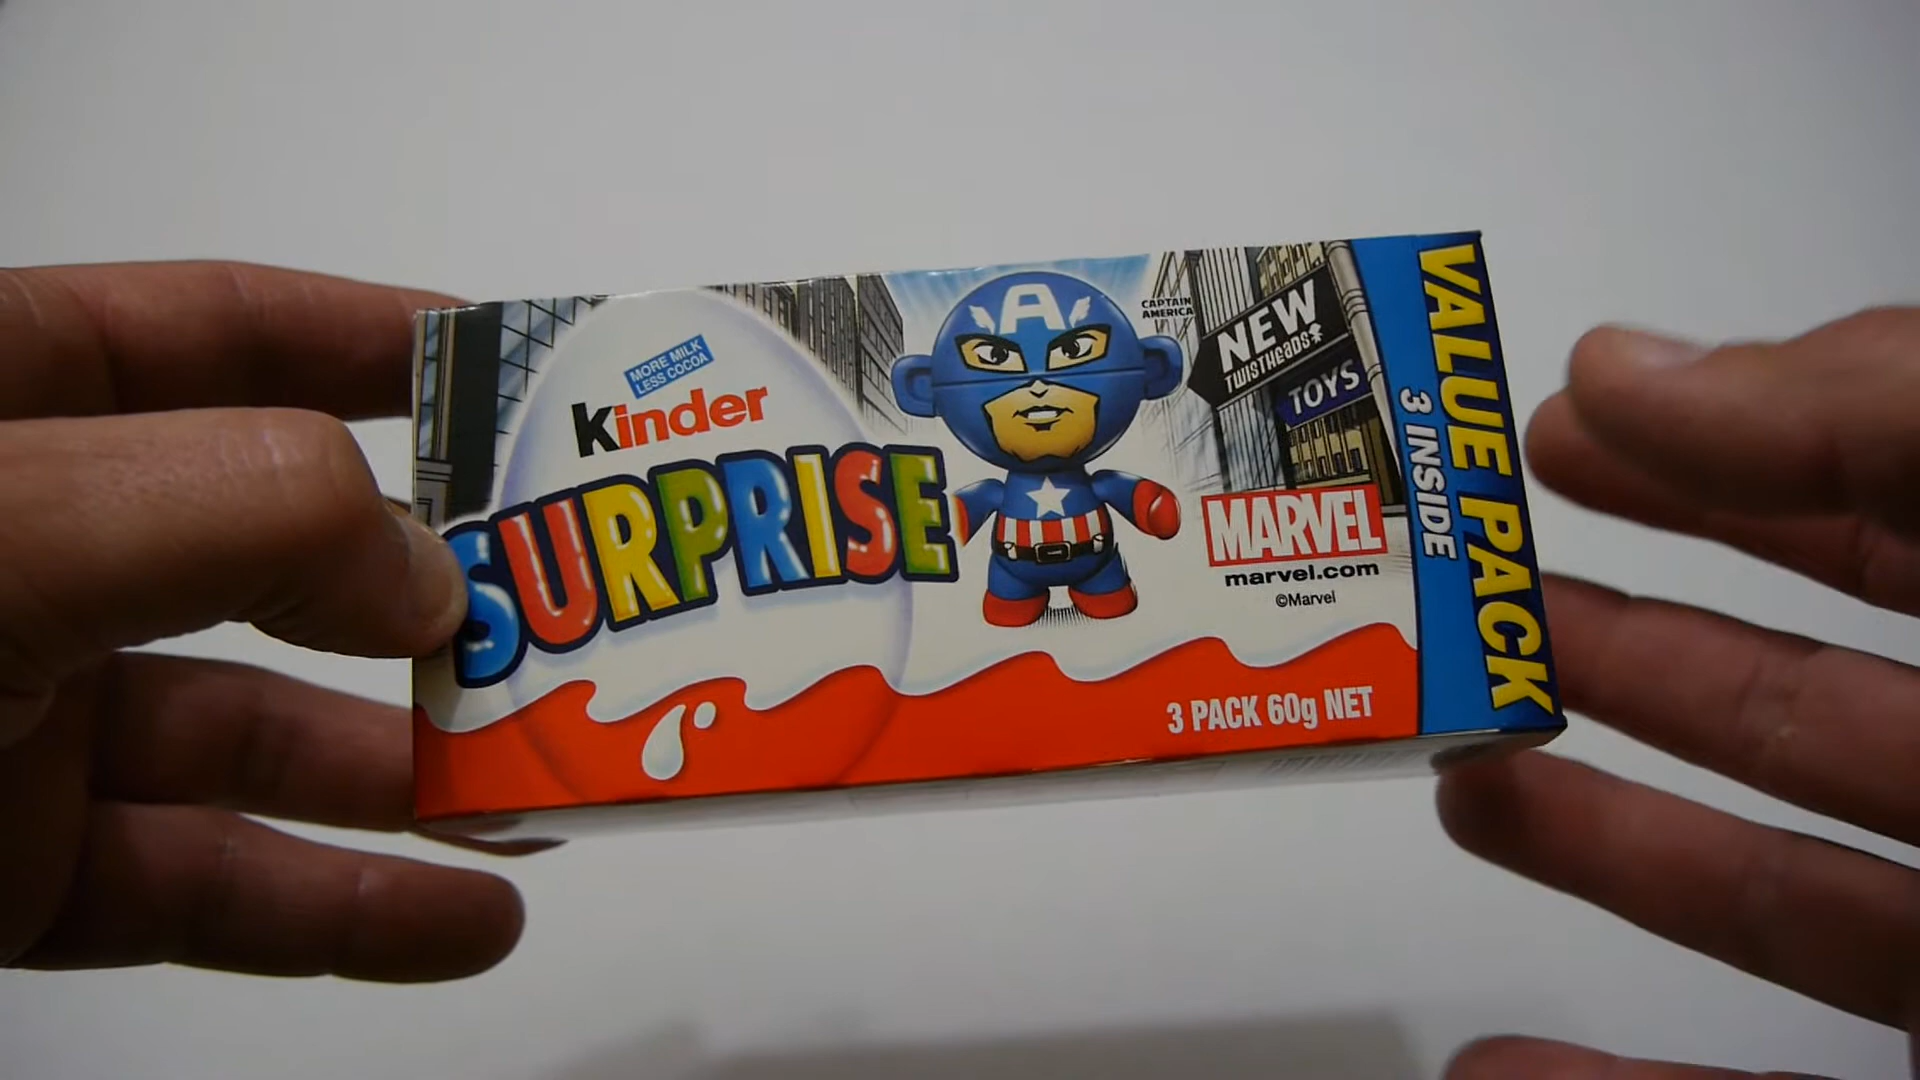 MORE MILK
LESS COCOA
Kinder
SURPRISE
A
CAPTAIN
AMERICA
NEW
TWISTHEADS
TOYS
MARVEL
marvel.com
©Marvel
3 PACK 60g NET
VALUE PACK
3 INSIDE